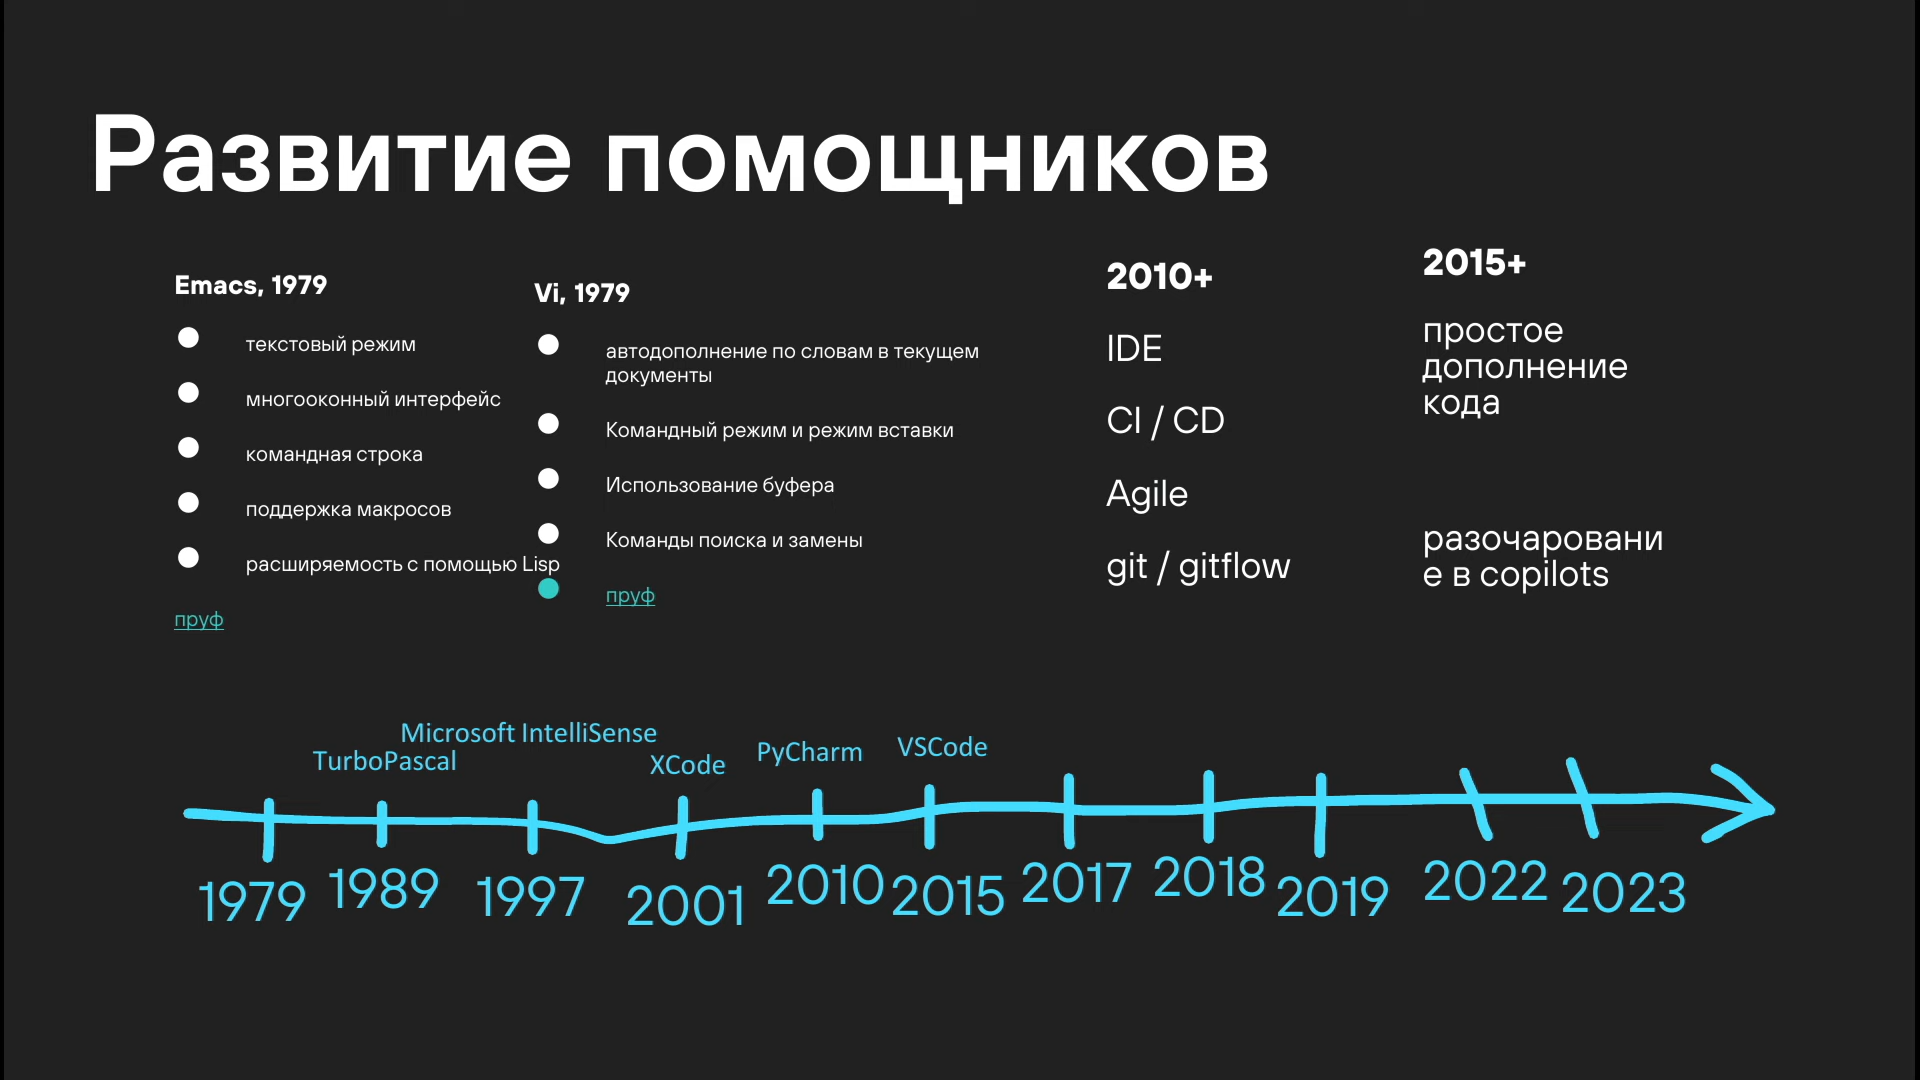 Развитие помощников
Emacs, 1979
текстовый режим
многооконный интерфейс
командная строка
поддержка макросов
расширяемость с помощью Lisp
пруф
Vi, 1979
автодополнение по словам в текущем
документы
Командный режим и режим вставки
Использование буфера
Команды поиска и замены
пруф
2010+
IDE
CI / CD
Agile
git / gitflow
2015+
простое
дополнение
кода
разочаровани
е в copilots
Microsoft IntelliSense
TurboPascal
XCode
PyCharm
VSCode
1979
1989
1997
2001
2010
2015
2017
2018
2019
2022
2023